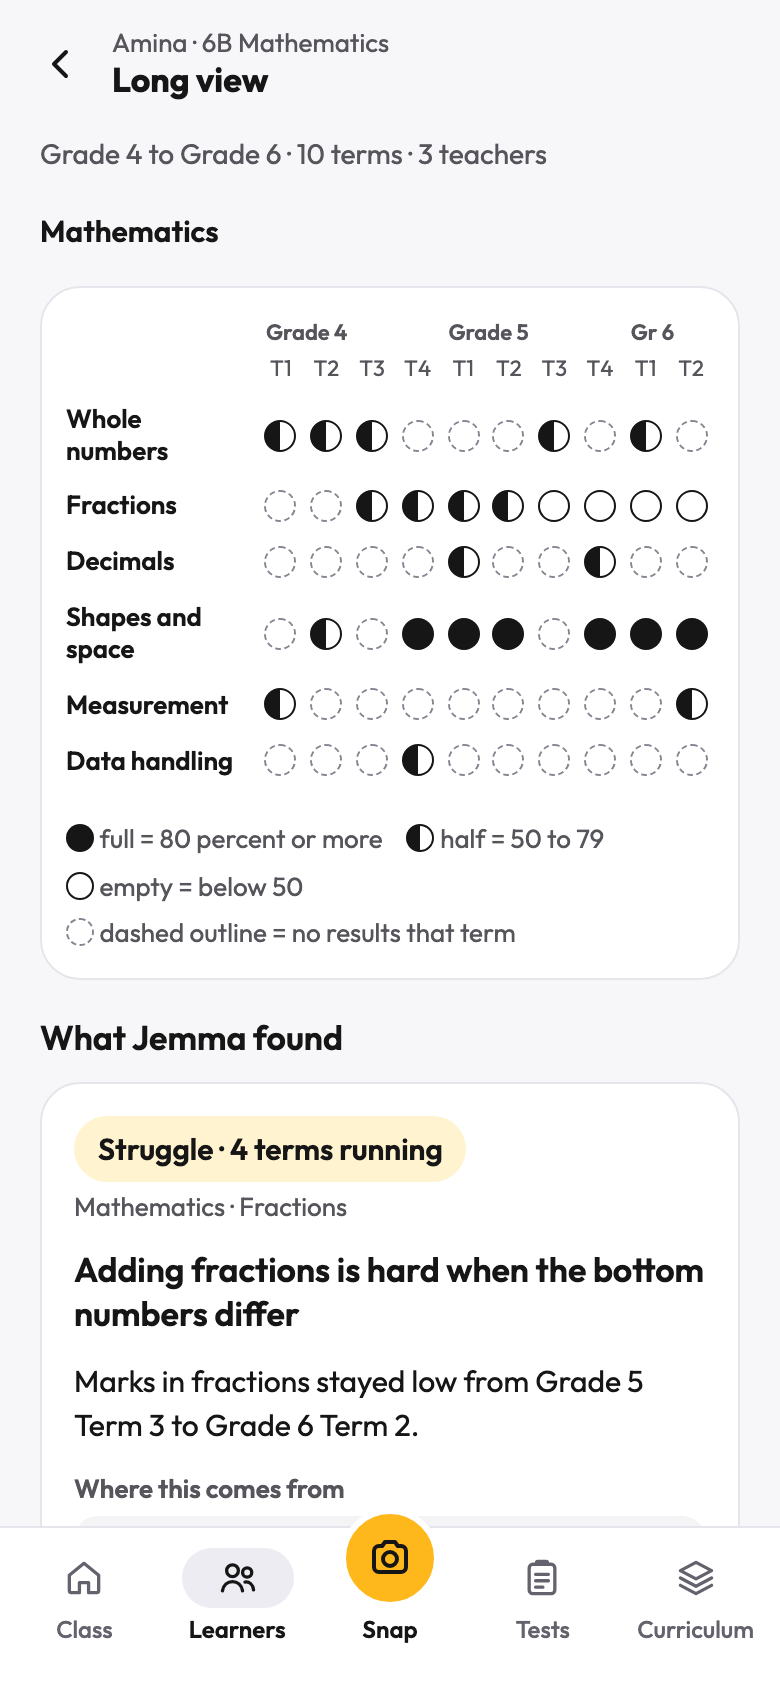 Amina · 6B Mathematics
Long view
Grade 4 to Grade 6 · 10 terms · 3 teachers
Mathematics
Grade 4 Grade 5 Gr 6
T1 T2 T3 T4 T1 T2 T3 T4 T1 T2
Whole
numbers
Fractions
Decimals
Shapes and
space
Measurement
Data handling
full = 80 percent or more half = 50 to 79
empty = below 50
dashed outline = no results that term
What Jemma found
Struggle · 4 terms running
Mathematics · Fractions
Adding fractions is hard when the bottom
numbers differ
Marks in fractions stayed low from Grade 5
Term 3 to Grade 6 Term 2.
Where this comes from
Class Learners Snap Tests Curriculum